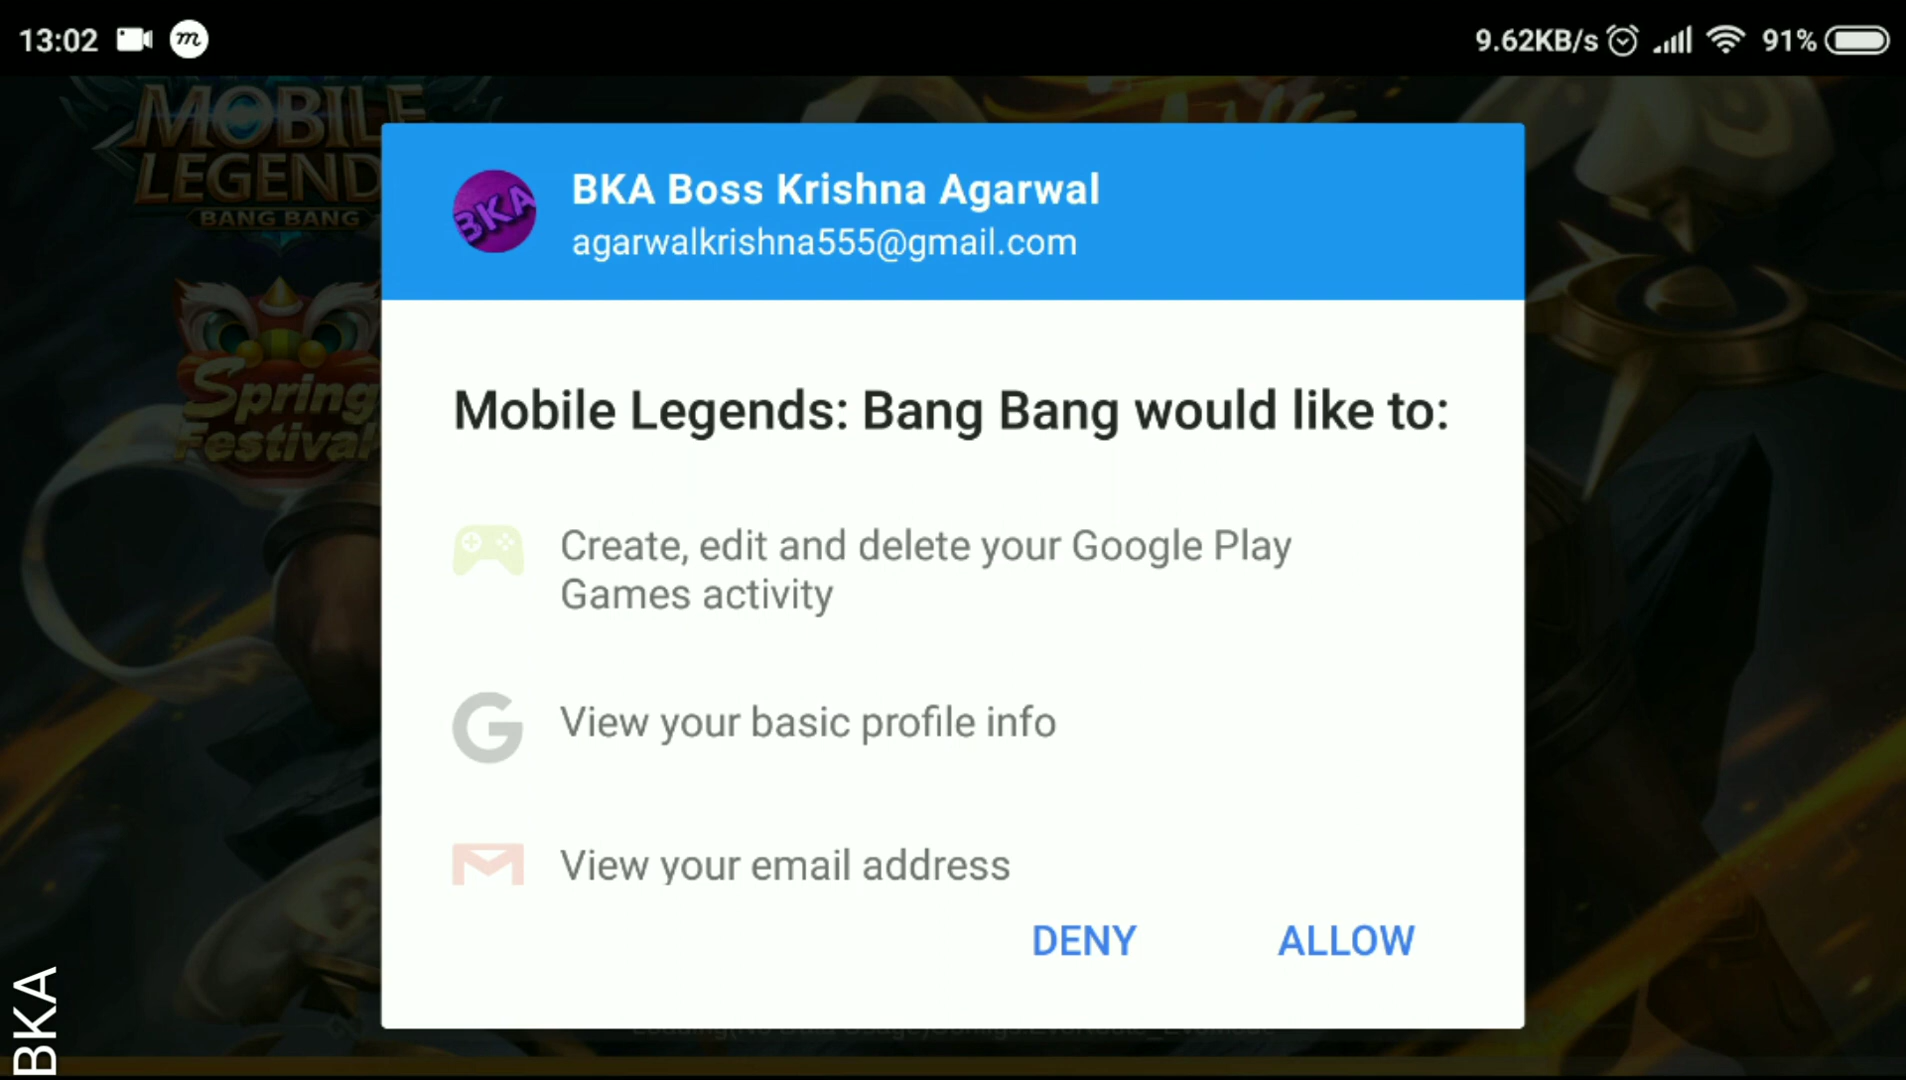 13:02
m
9.62KB/s
91%
MOBILE
LEGEND
BANG BANG
Spring
Festival
BKA
BKA Boss Krishna Agarwal
agarwalkrishna555@gmail.com
Mobile Legends: Bang Bang would like to:
Create, edit and delete your Google Play
Games activity
G
View your basic profile info
View your email address
DENY
ALLOW
BKA